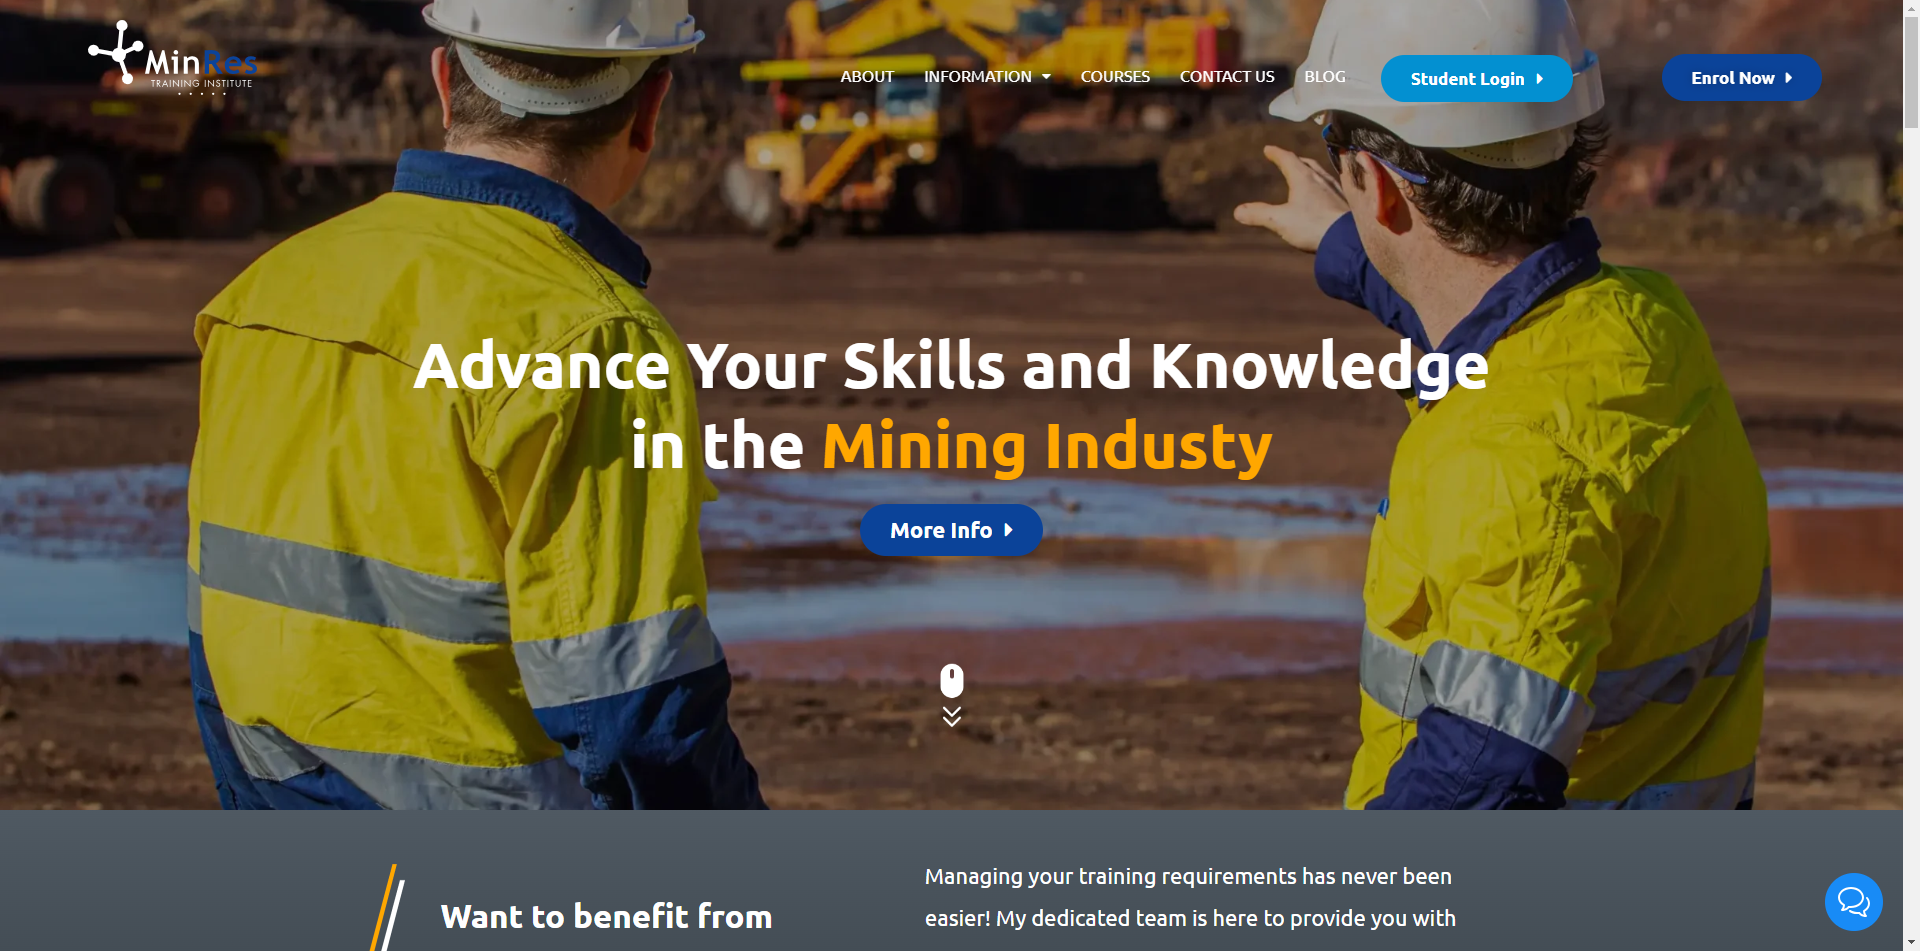 MinRes
TRAINING INSTITUTE
ABOUT
INFORMATION
COURSES
CONTACT US
BLOG
Student Login
Enrol Now
Advance Your Skills and Knowledge
in the Mining Industy
More Info
Want to benefit from
Managing your training requirements has never been
easier! My dedicated team is here to provide you with